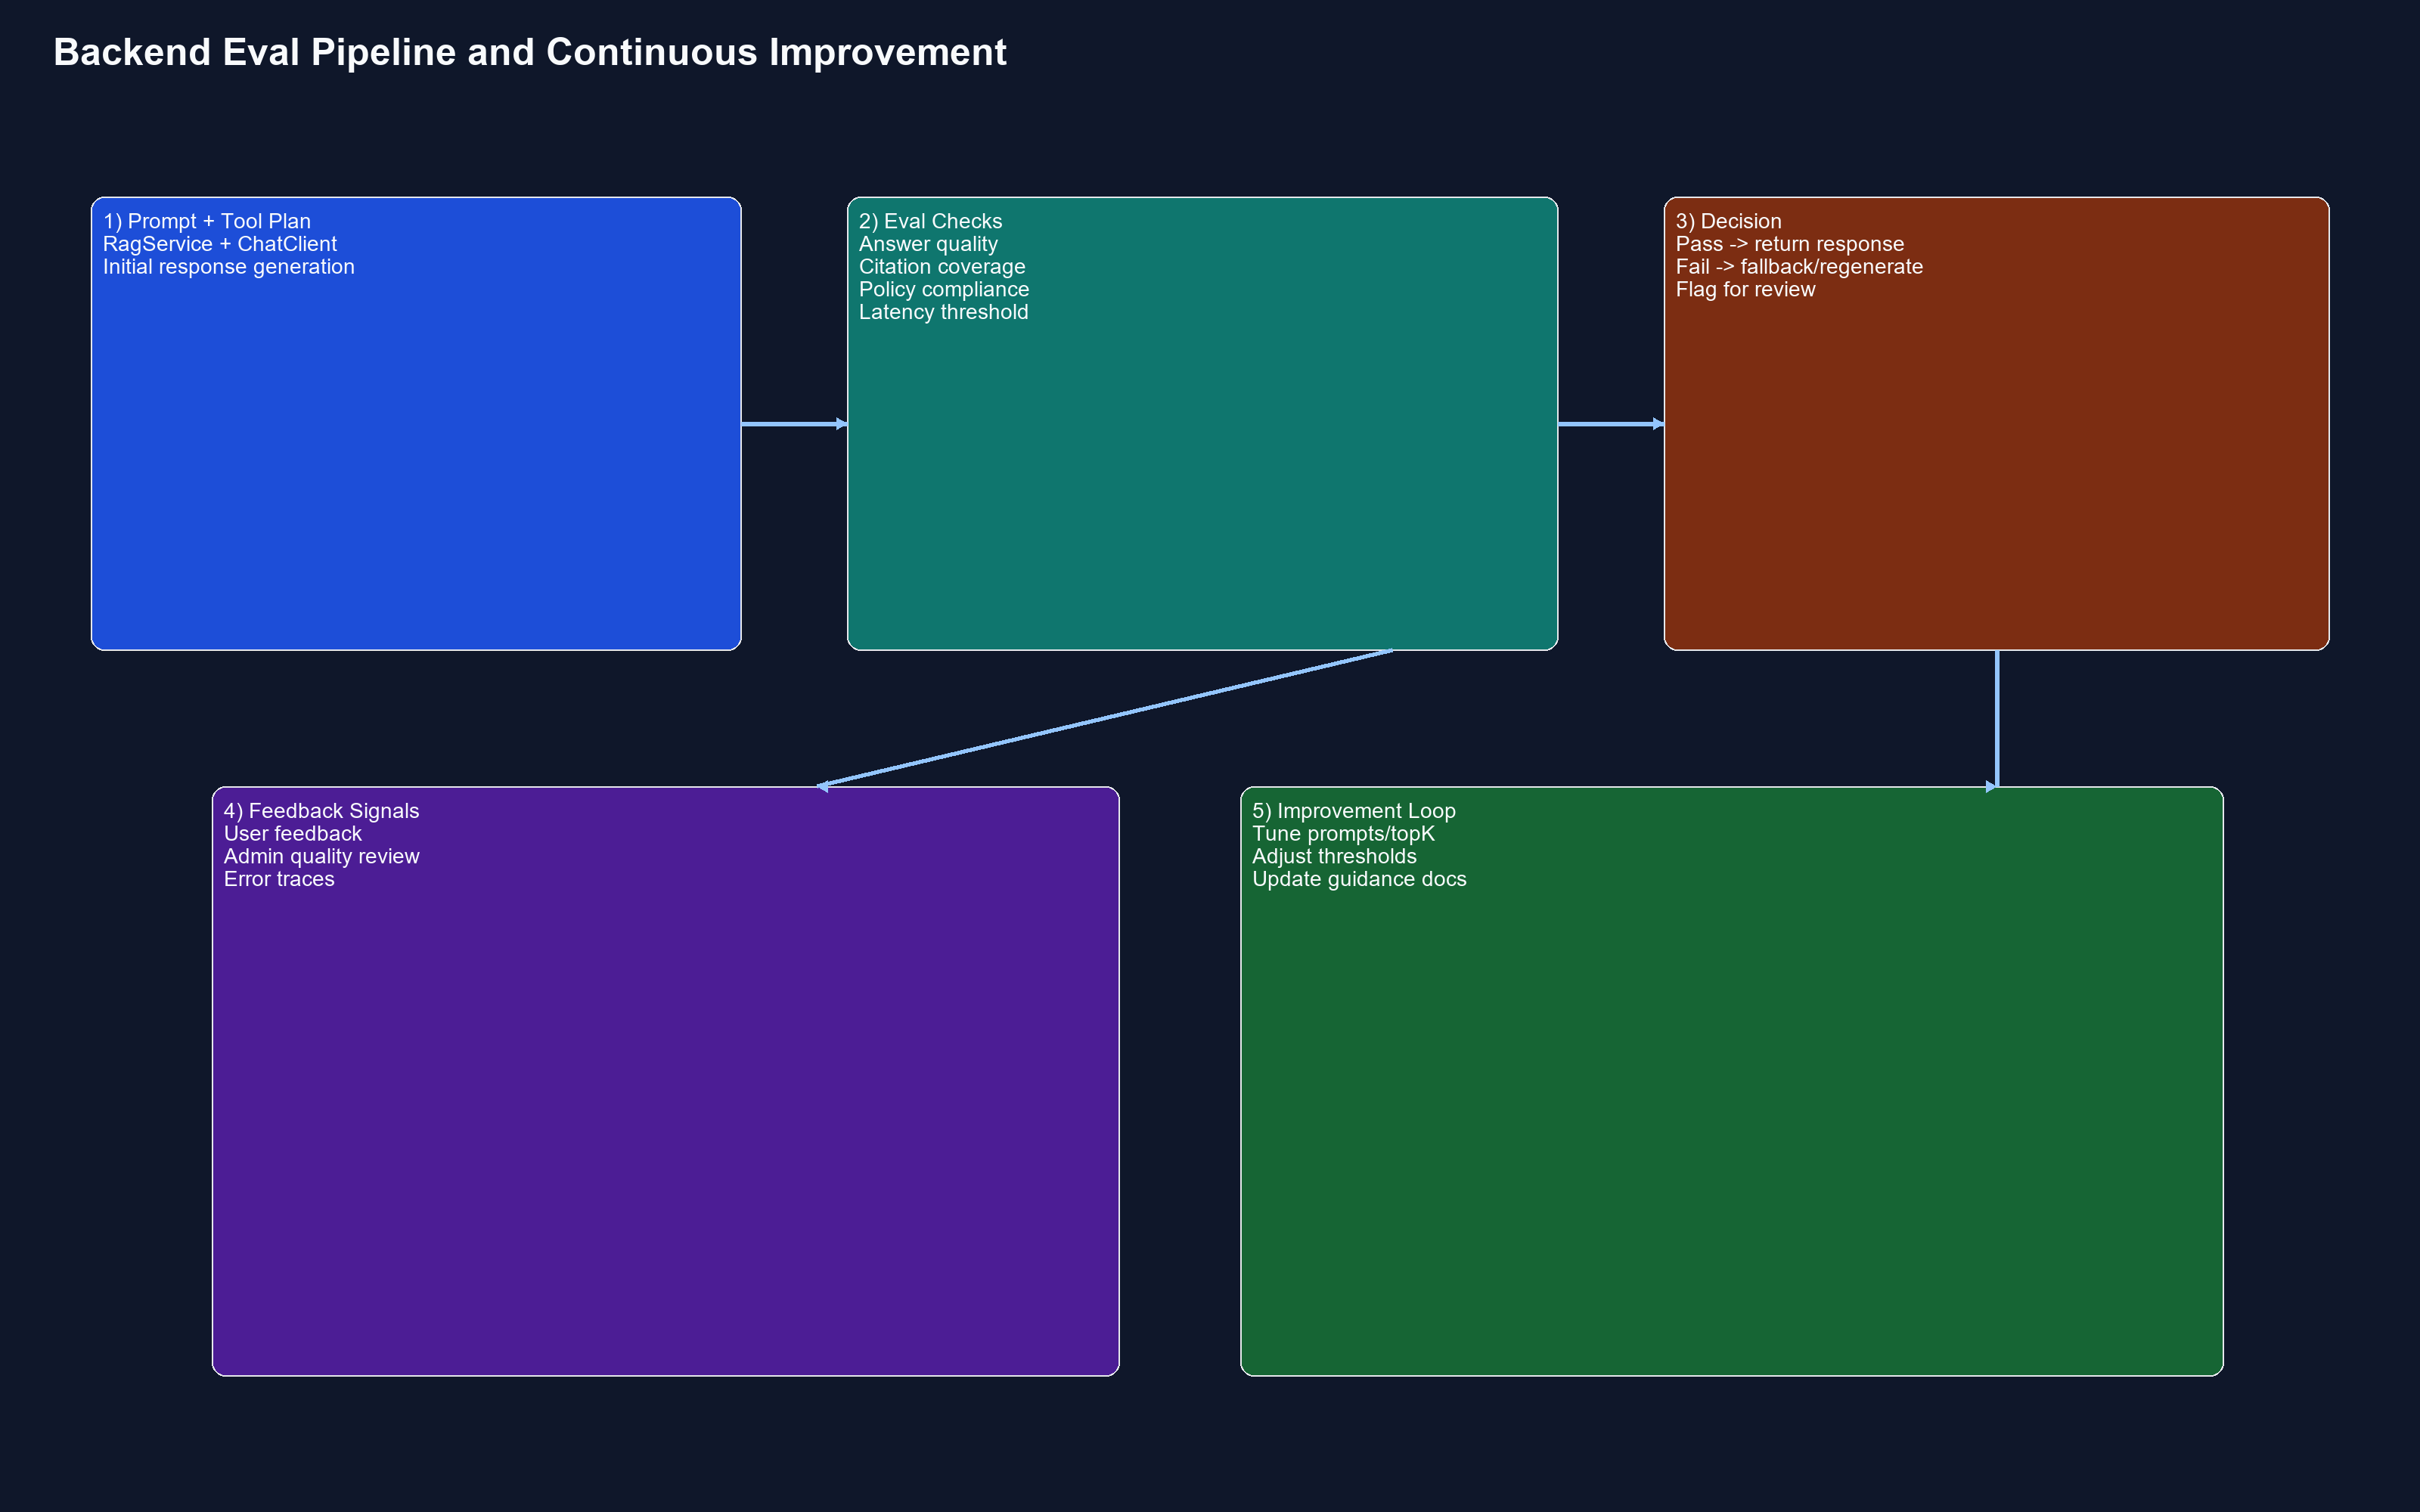 Backend Eval Pipeline and Continuous Improvement
1) Prompt + Tool Plan
RagService + ChatClient
Initial response generation
2) Eval Checks
Answer quality
Citation coverage
Policy compliance
Latency threshold
3) Decision
Pass -> return response
Fail -> fallback/regenerate
Flag for review
4) Feedback Signals
User feedback
Admin quality review
Error traces
5) Improvement Loop
Tune prompts/topK
Adjust thresholds
Update guidance docs